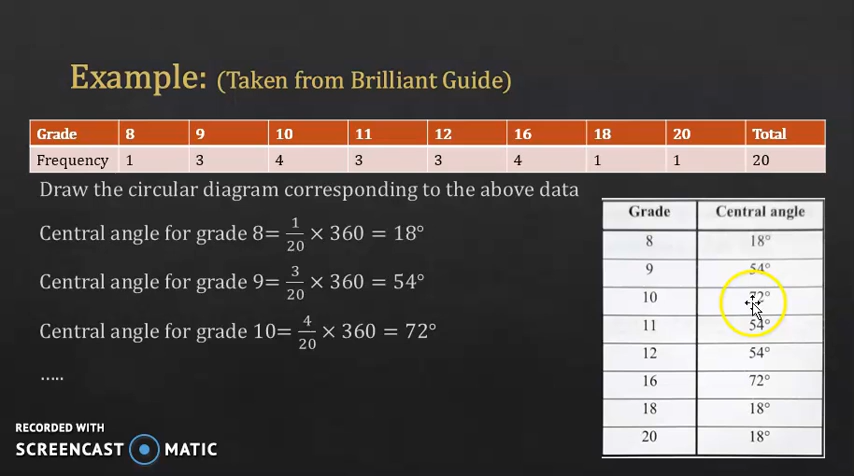 Example: (Taken from Brilliant Guide)
Grade 8 9 10 11 12 16 18 20 Total
Frequency 1 3 4 3 3 4 1 1 20
Draw the circular diagram corresponding to the above data
Central angle for grade 8= 1/20 × 360 = 18°
Central angle for grade 9= 3/20 × 360 = 54°
Central angle for grade 10= 4/20 × 360 = 72°
.....
Grade Central angle
8 18°
9 54°
10 72°
11 54°
12 54°
16 72°
18 18°
20 18°
RECORDED WITH
SCREENCAST MATIC